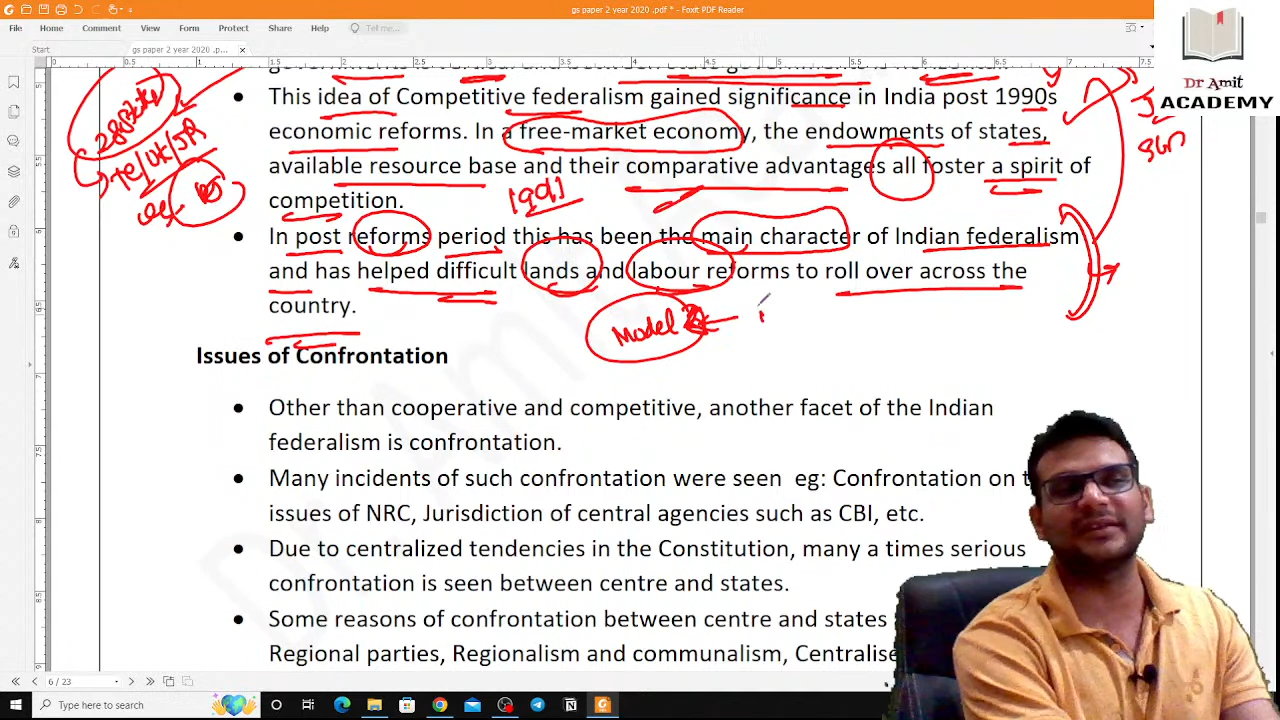 gs paper 2 year 2020 .pdf * - Foxit PDF Reader
File Home Comment View Form Protect Share Help Tell me...
Start gs paper 2 year 2020 .p...
This idea of Competitive federalism gained significance in India post 1990s
economic reforms. In a free-market economy, the endowments of states,
available resource base and their comparative advantages all foster a spirit of
competition.
1991
In post reforms period this has been the main character of Indian federalism
and has helped difficult lands and labour reforms to roll over across the
country.
Model
Issues of Confrontation
Other than cooperative and competitive, another facet of the Indian
federalism is confrontation.
Many incidents of such confrontation were seen eg: Confrontation on
issues of NRC, Jurisdiction of central agencies such as CBI, etc.
Due to centralized tendencies in the Constitution, many a times serious
confrontation is seen between centre and states.
Some reasons of confrontation between centre and states
Regional parties, Regionalism and communalism,
Dr Amit
ACADEMY
6 / 23
Type here to search